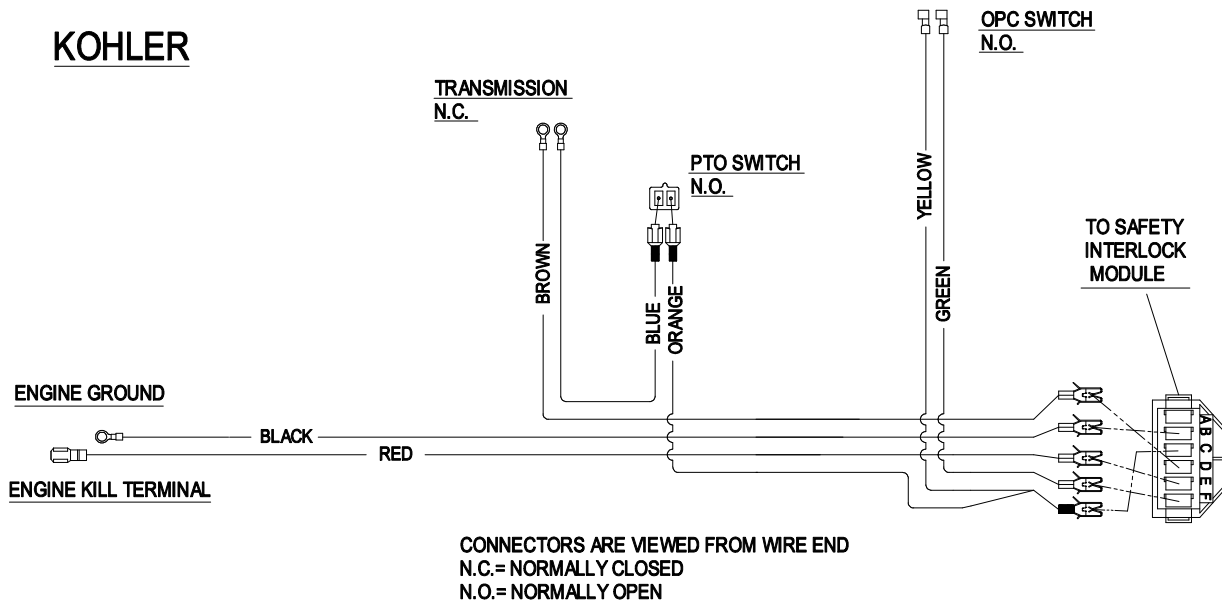 KOHLER
OPC SWITCH
N.O.
TRANSMISSION
N.C.
PTO SWITCH
N.O.
YELLOW
TO SAFETY
INTERLOCK
MODULE
BROWN
GREEN
BLUE
ORANGE
ENGINE GROUND
BLACK
RED
ENGINE KILL TERMINAL
A
B
C
D
E
F
CONNECTORS ARE VIEWED FROM WIRE END
N.C.= NORMALLY CLOSED
N.O.= NORMALLY OPEN